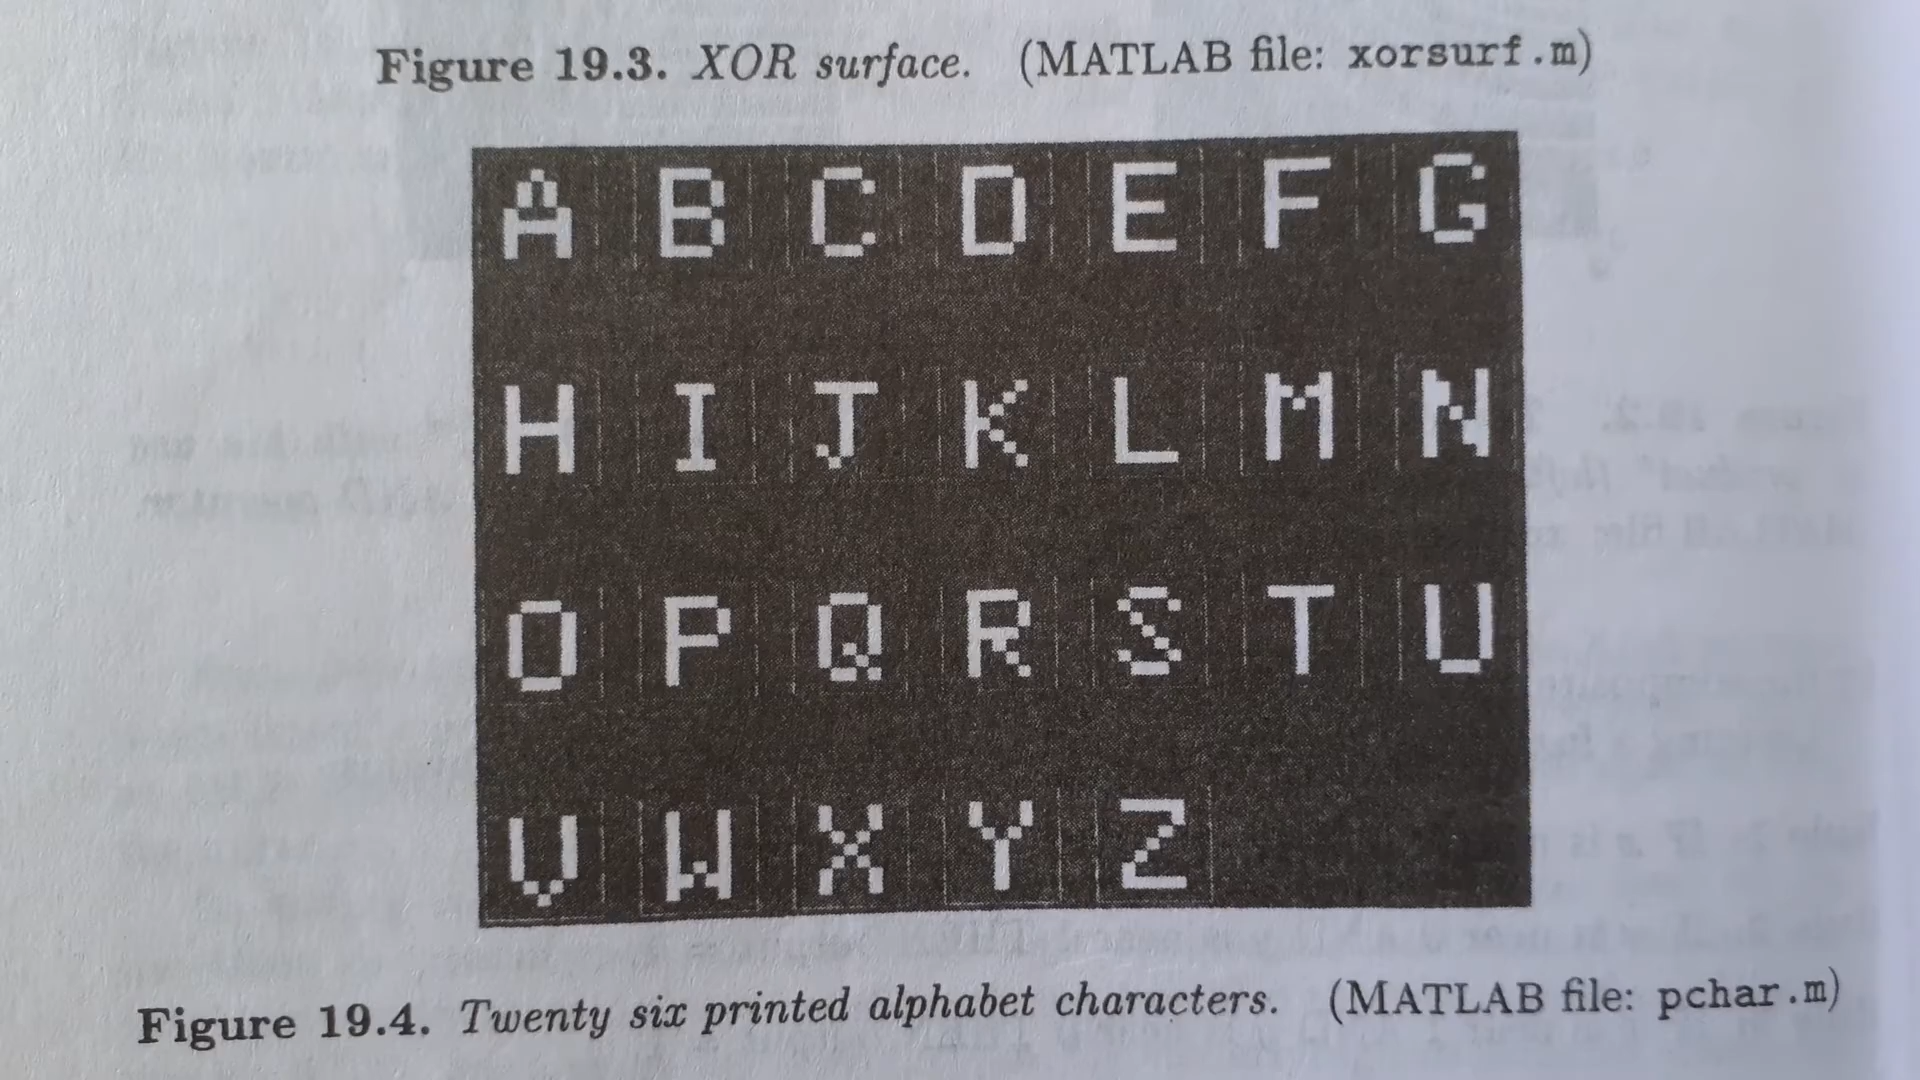 Figure 19.3. XOR surface. (MATLAB file: xorsurf.m)
A B C D E F G
H I J K L M N
O P Q R S T U
V W X Y Z
Figure 19.4. Twenty six printed alphabet characters. (MATLAB file: pchar.m)